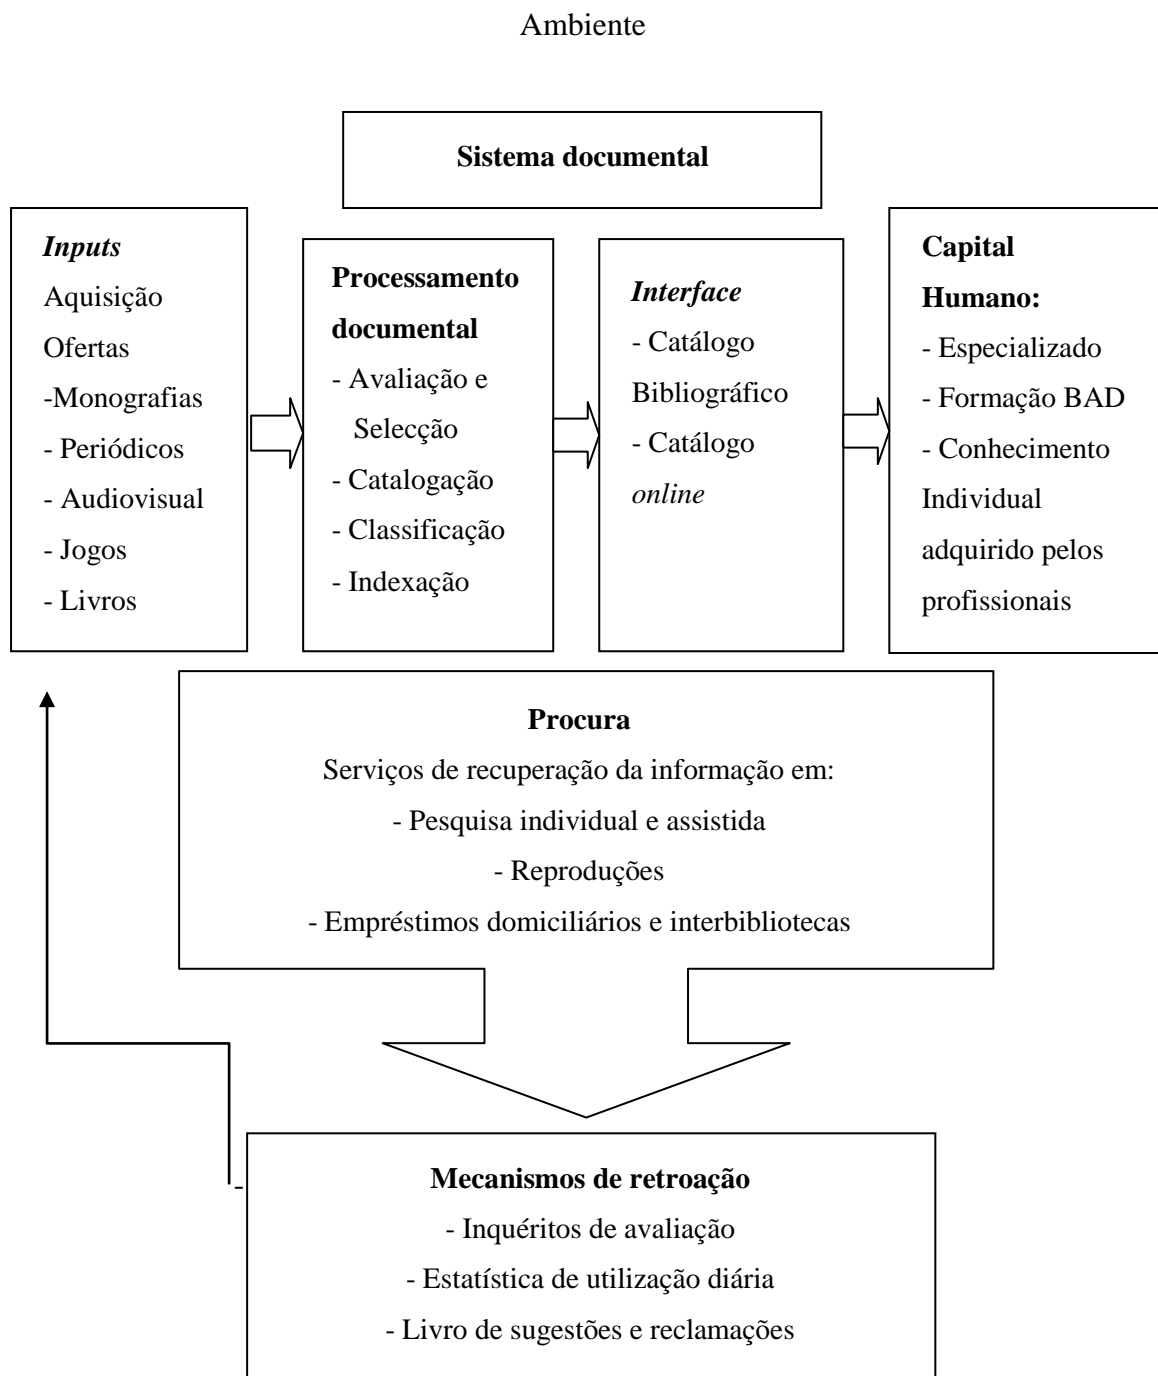 Ambiente
Sistema documental
Inputs
Aquisição
Ofertas
-Monografias
- Periódicos
- Audiovisual
- Jogos
- Livros
Processamento
documental
- Avaliação e
Selecção
- Catalogação
- Classificação
- Indexação
Interface
- Catálogo
Bibliográfico
- Catálogo
online
Capital
Humano:
- Especializado
- Formação BAD
- Conhecimento
Individual
adquirido pelos
profissionais
Procura
Serviços de recuperação da informação em:
- Pesquisa individual e assistida
- Reproduções
- Empréstimos domiciliários e interbibliotecas
-
Mecanismos de retroação
- Inquéritos de avaliação
- Estatística de utilização diária
- Livro de sugestões e reclamações